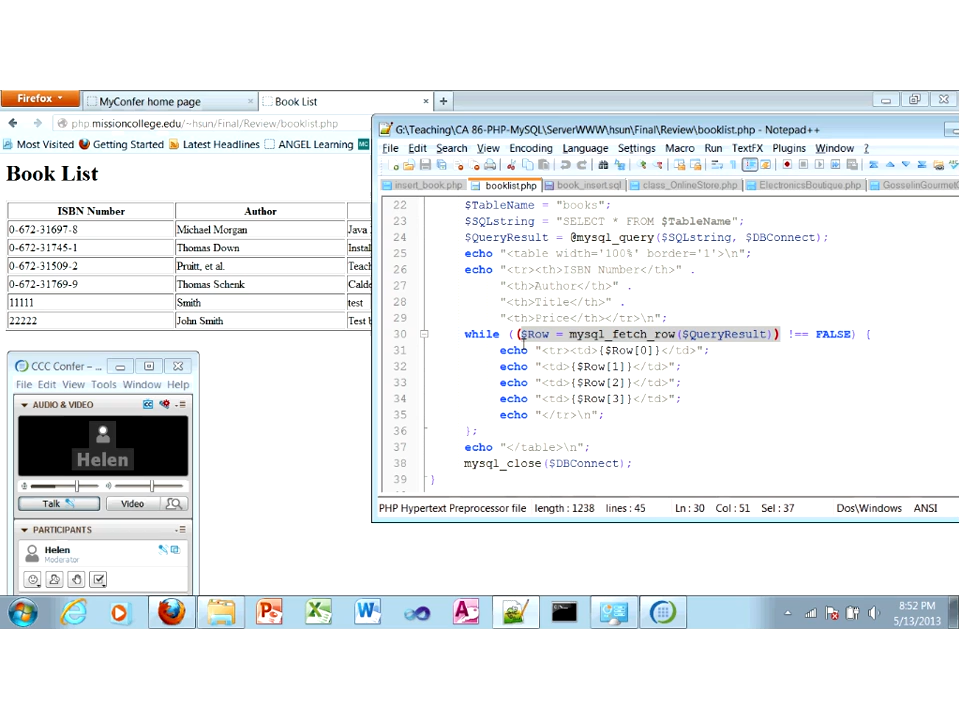 Firefox
MyConfer home page
Book List
php.missioncollege.edu/~hsun/Final/Review/booklist.php
Most Visited
Getting Started
Latest Headlines
ANGEL Learning
Book List
ISBN Number Author
0-672-31697-8 Michael Morgan Java
0-672-31745-1 Thomas Down Instal
0-672-31509-2 Pruitt, et al. Teach
0-672-31769-9 Thomas Schenk Calde
11111 Smith test
22222 John Smith Test
G:\Teaching\CA 86-PHP-MySQL\ServerWWW\hsun\Final\Review\booklist.php - Notepad++
File Edit Search View Encoding Language Settings Macro Run TextFX Plugins Window ?
insert_book.php booklist.php book_insert.sql class_OnlineStore.php ElectronicsBoutique.php GosselinGourmetC
22 $TableName = "books";
23 $SQLstring = "SELECT * FROM $TableName";
24 $QueryResult = @mysql_query($SQLstring, $DBConnect);
25 echo "<table width='100%' border='1'>\n";
26 echo "<tr><th>ISBN Number</th>" .
27 "<th>Author</th>" .
28 "<th>Title</th>" .
29 "<th>Price</th></tr>\n";
30 while (($Row = mysql_fetch_row($QueryResult)) !== FALSE) {
31 echo "<tr><td>{$Row[0]}</td>";
32 echo "<td>{$Row[1]}</td>";
33 echo "<td>{$Row[2]}</td>";
34 echo "<td>{$Row[3]}</td>";
35 echo "</tr>\n";
36 };
37 echo "</table>\n";
38 mysql_close($DBConnect);
39 }
PHP Hypertext Preprocessor file length : 1238 lines : 45 Ln : 30 Col : 51 Sel : 37 Dos\Windows ANSI
CCC Confer – ...
File Edit View Tools Window Help
AUDIO & VIDEO
Helen
Talk Video
PARTICIPANTS
Helen
Moderator
8:52 PM
5/13/2013